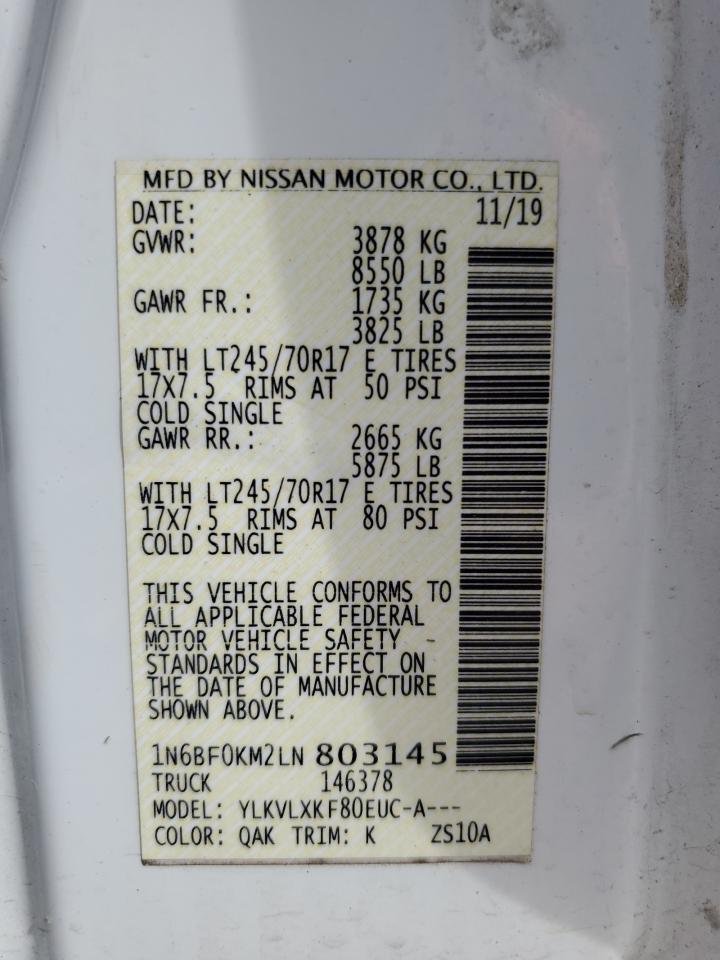 MFD BY NISSAN MOTOR CO., LTD.
DATE: 11/19
GVWR: 3878 KG
8550 LB
GAWR FR.: 1735 KG
3825 LB
WITH LT245/70R17 E TIRES
17X7.5 RIMS AT 50 PSI
COLD SINGLE
GAWR RR.: 2665 KG
5875 LB
WITH LT245/70R17 E TIRES
17X7.5 RIMS AT 80 PSI
COLD SINGLE
THIS VEHICLE CONFORMS TO
ALL APPLICABLE FEDERAL
MOTOR VEHICLE SAFETY
STANDARDS IN EFFECT ON
THE DATE OF MANUFACTURE
SHOWN ABOVE.
1N6BF0KM2LN 803145
TRUCK 146378
MODEL: YLKVLXKF80EUC-A---
COLOR: QAK TRIM: K ZS10A